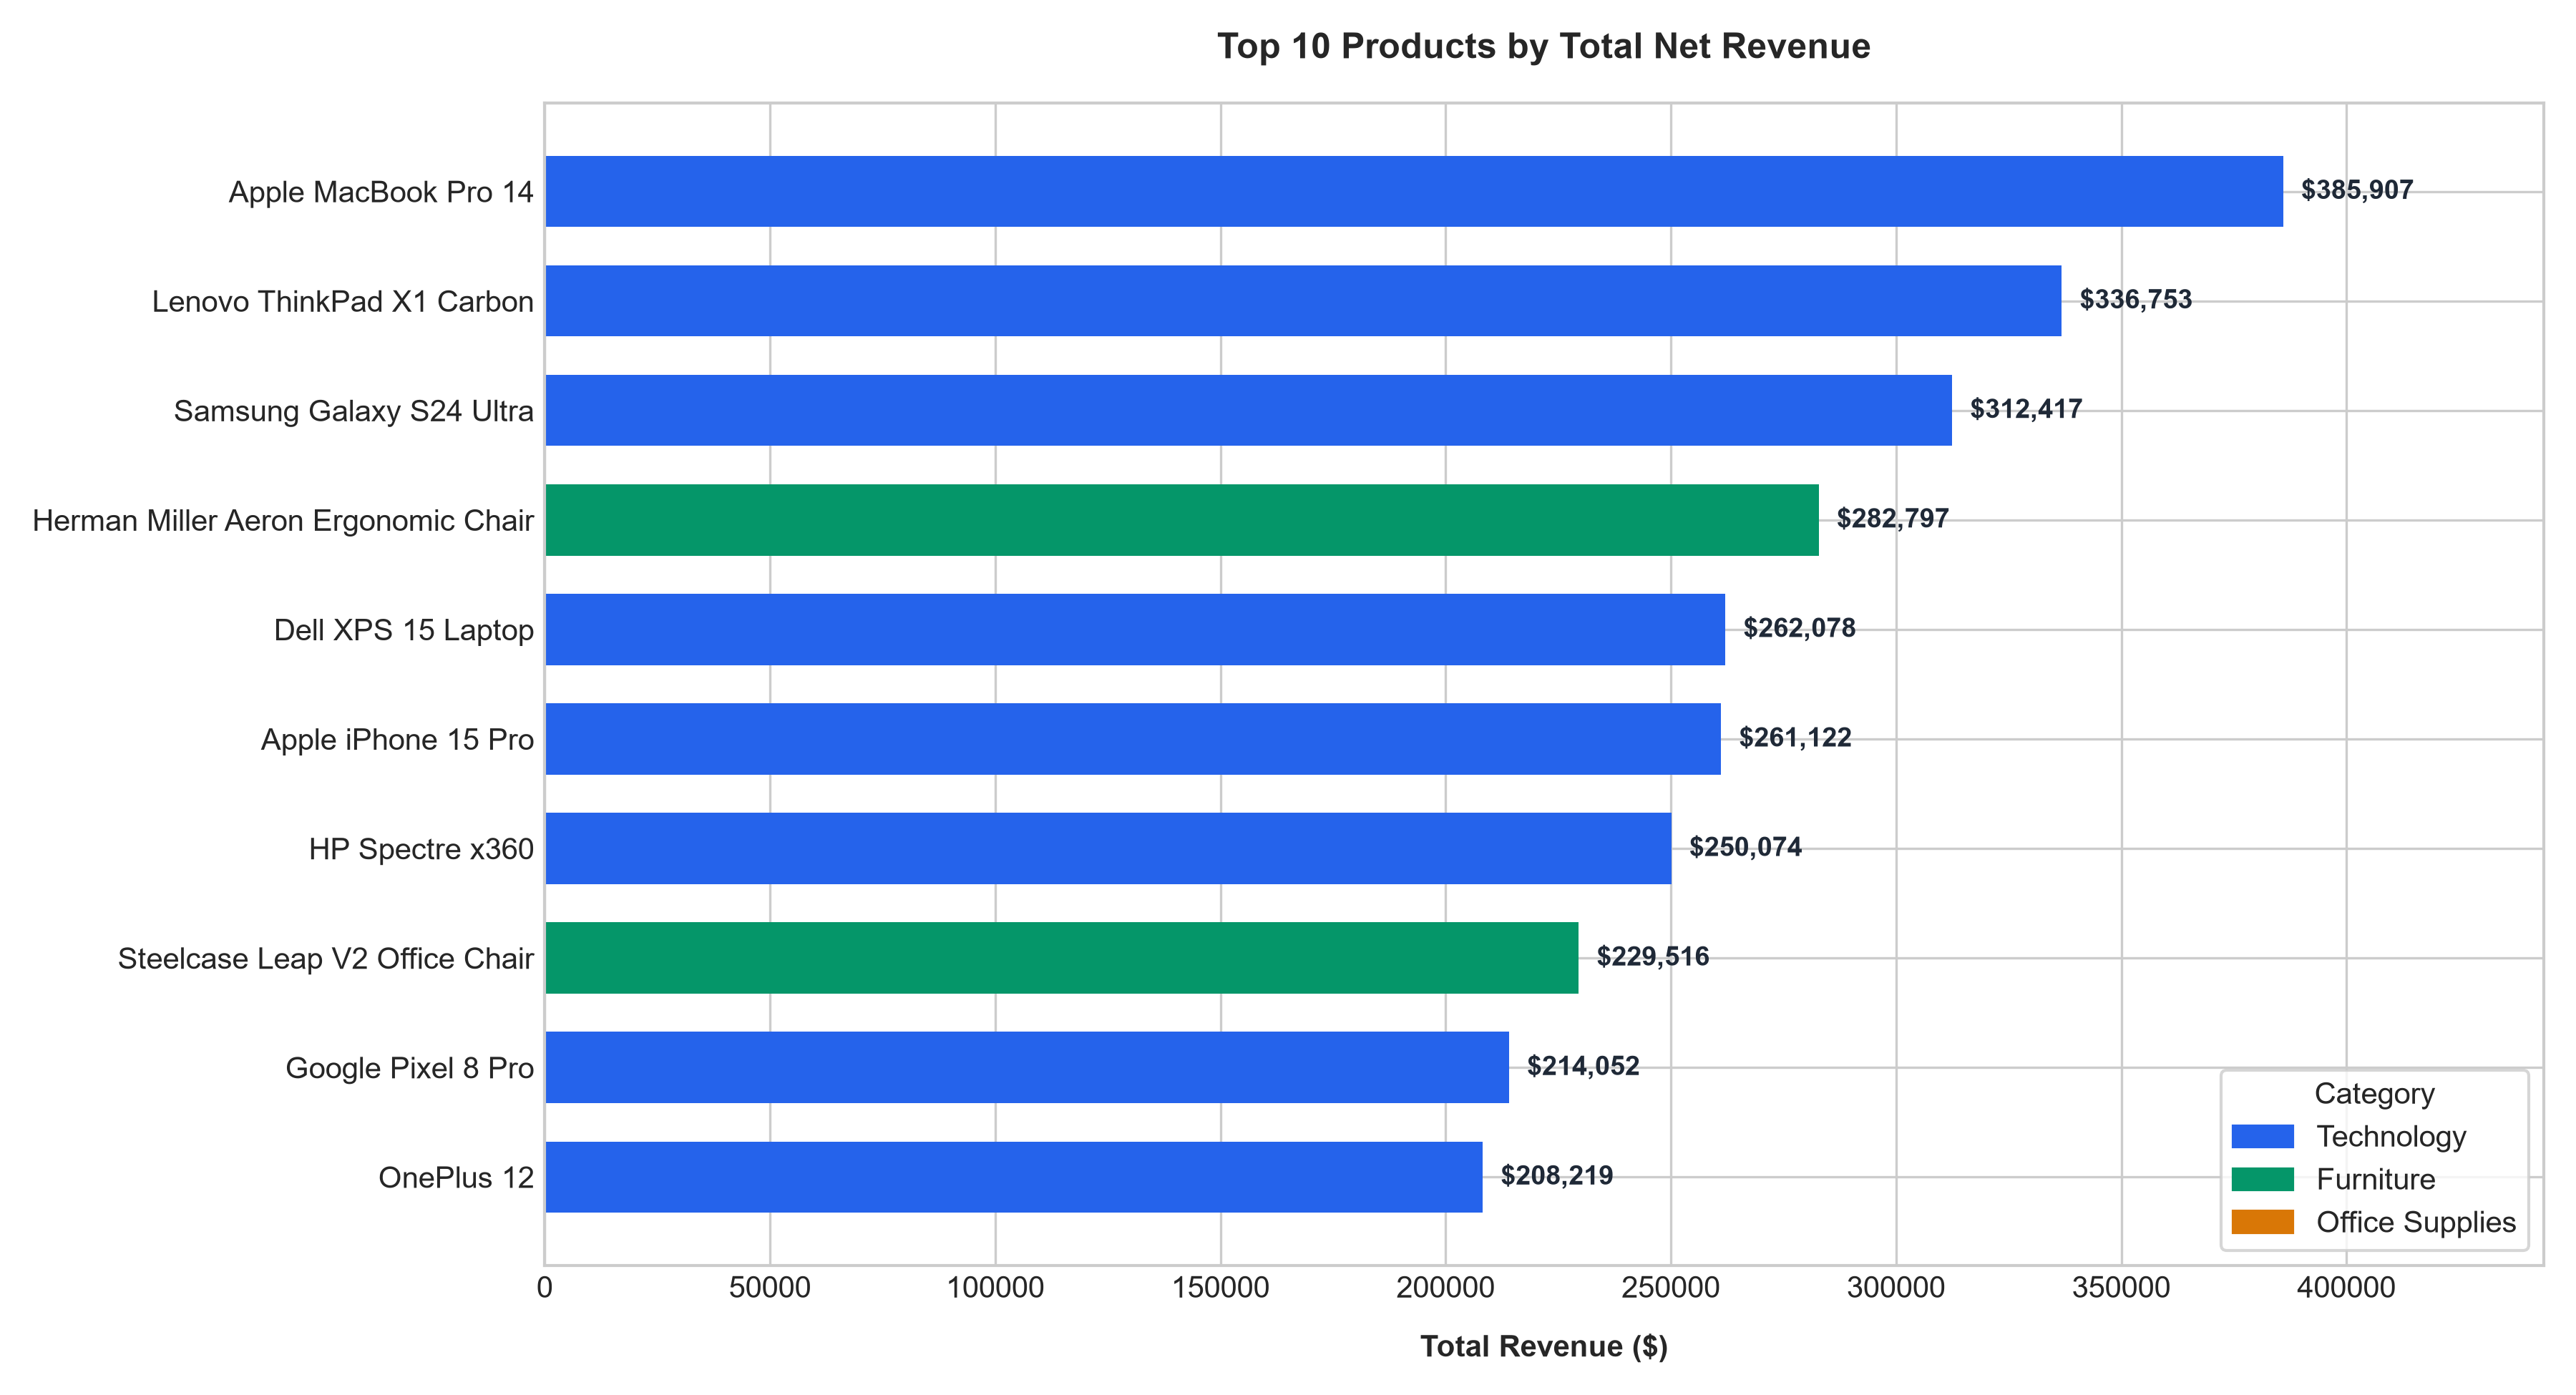 Top 10 Products by Total Net Revenue
Apple MacBook Pro 14 $385,907
Lenovo ThinkPad X1 Carbon $336,753
Samsung Galaxy S24 Ultra $312,417
Herman Miller Aeron Ergonomic Chair $282,797
Dell XPS 15 Laptop $262,078
Apple iPhone 15 Pro $261,122
HP Spectre x360 $250,074
Steelcase Leap V2 Office Chair $229,516
Google Pixel 8 Pro $214,052
OnePlus 12 $208,219
Category
Technology
Furniture
Office Supplies
0 50000 100000 150000 200000 250000 300000 350000 400000
Total Revenue ($)